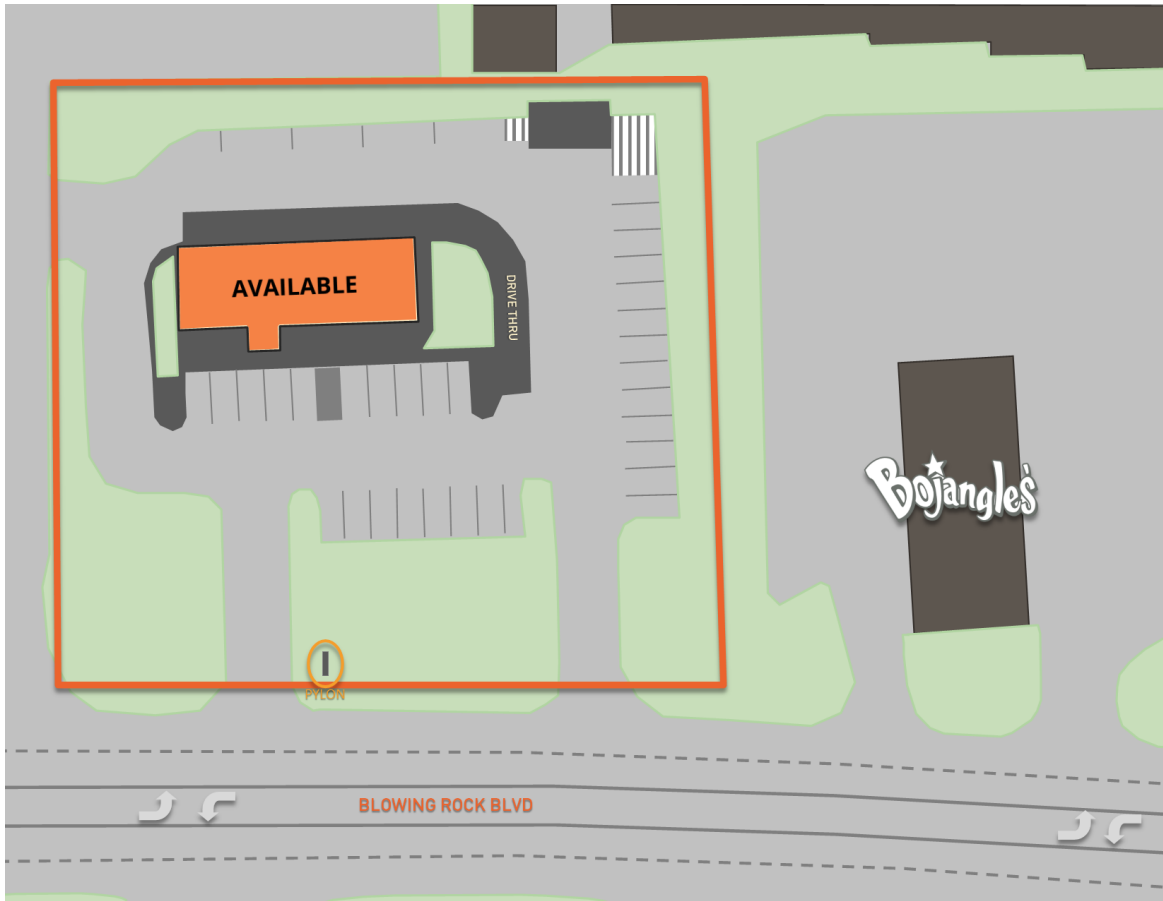 AVAILABLE
DRIVE THRU
Bojangles'
PYLON
BLOWING ROCK BLVD